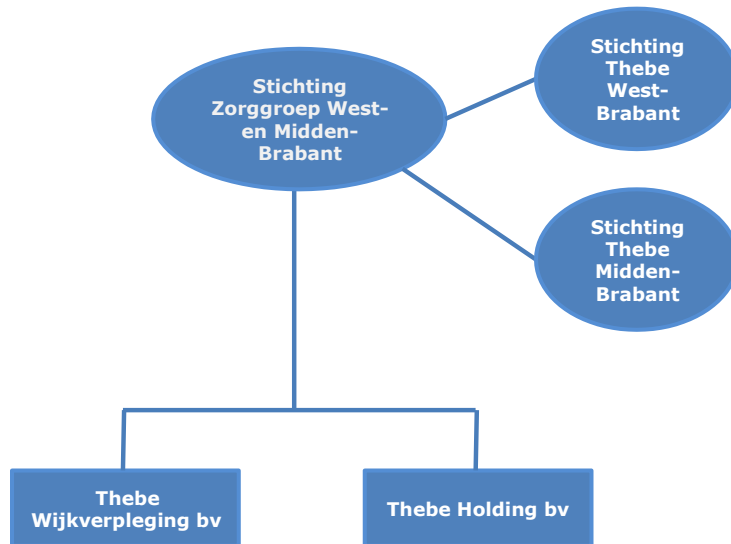 Stichting
Zorggroep West-
en Midden-
Brabant
Stichting
Thebe
West-
Brabant
Stichting
Thebe
Midden-
Brabant
Thebe
Wijkverpleging bv
Thebe Holding bv